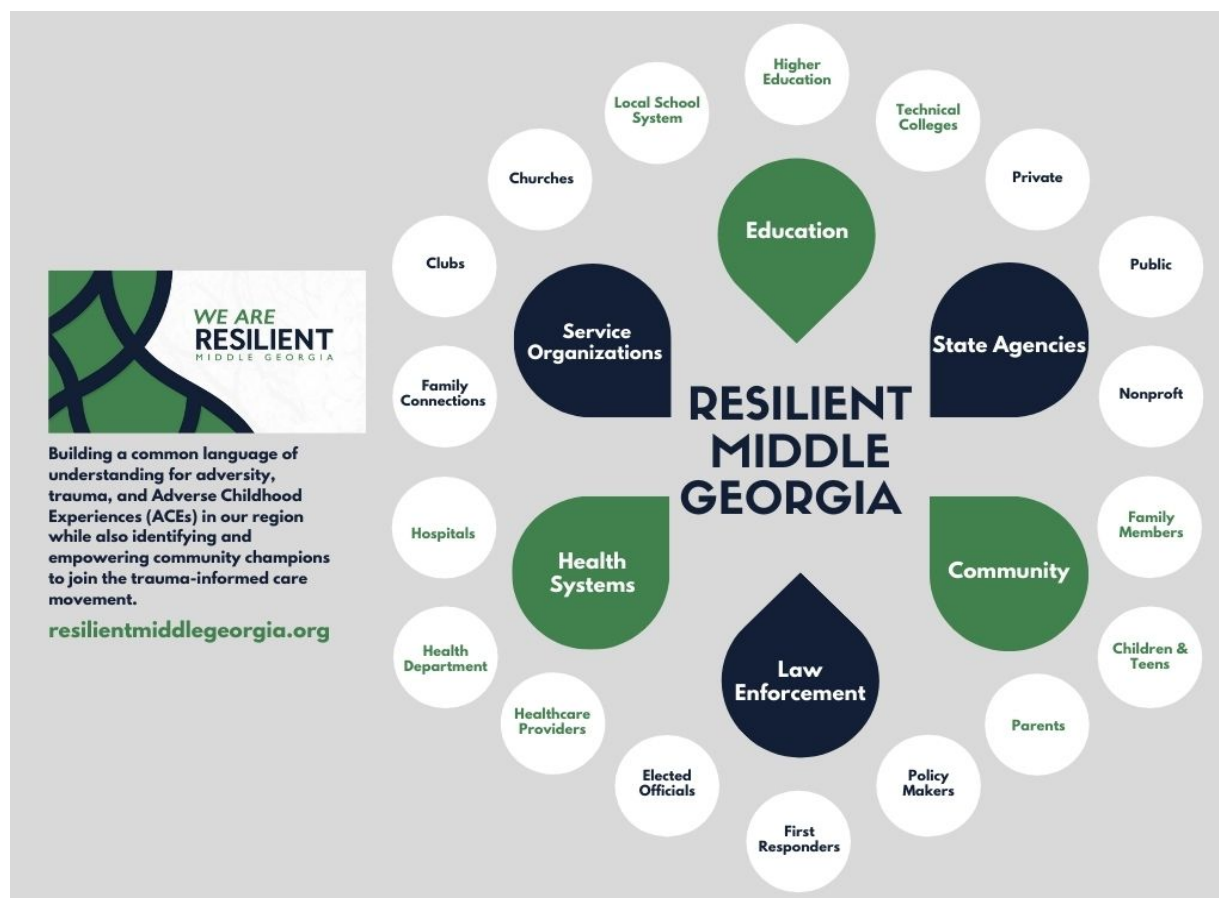 WE ARE
RESILIENT
MIDDLE GEORGIA
Building a common language of
understanding for adversity,
trauma, and Adverse Childhood
Experiences (ACEs) in our region
while also identifying and
empowering community champions
to join the trauma-informed care
movement.
resilientmiddlegeorgia.org
RESILIENT
MIDDLE
GEORGIA
Education
Local School
System
Higher
Education
Technical
Colleges
State Agencies
Private
Public
Nonproft
Community
Family
Members
Children &
Teens
Parents
Law
Enforcement
Policy
Makers
First
Responders
Elected
Officials
Health
Systems
Healthcare
Providers
Health
Department
Hospitals
Service
Organizations
Family
Connections
Clubs
Churches